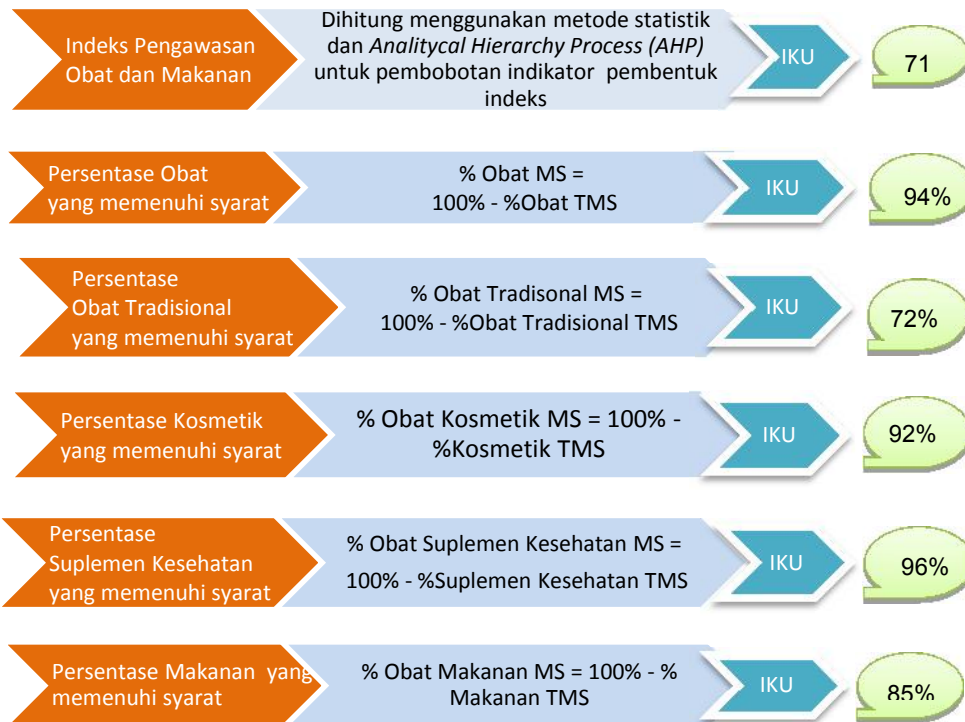 Indeks Pengawasan
Obat dan Makanan
Dihitung menggunakan metode statistik
dan Analitycal Hierarchy Process (AHP)
untuk pembobotan indikator pembentuk
indeks
IKU
71
Persentase Obat
yang memenuhi syarat
% Obat MS =
100% - %Obat TMS
IKU
94%
Persentase
Obat Tradisional
yang memenuhi syarat
% Obat Tradisonal MS =
100% - %Obat Tradisional TMS
IKU
72%
Persentase Kosmetik
yang memenuhi syarat
% Obat Kosmetik MS = 100% -
%Kosmetik TMS
IKU
92%
Persentase
Suplemen Kesehatan
yang memenuhi syarat
% Obat Suplemen Kesehatan MS =
100% - %Suplemen Kesehatan TMS
IKU
96%
Persentase Makanan yang
memenuhi syarat
% Obat Makanan MS = 100% - %
Makanan TMS
IKU
85%